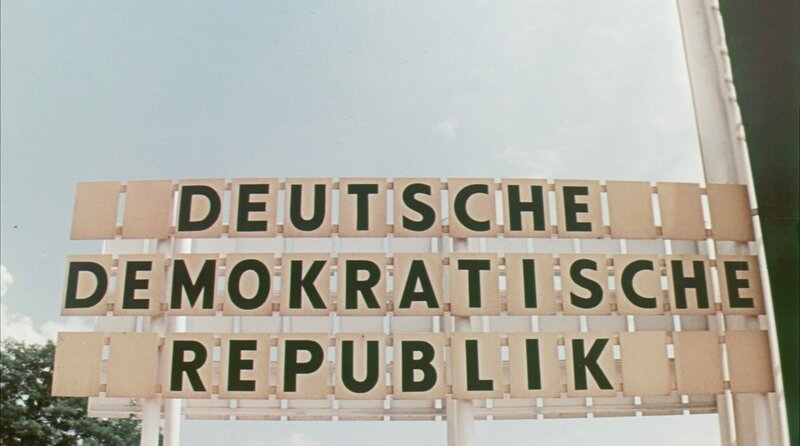 DEUTSCHE
DEMOKRATISCHE
REPUBLIK